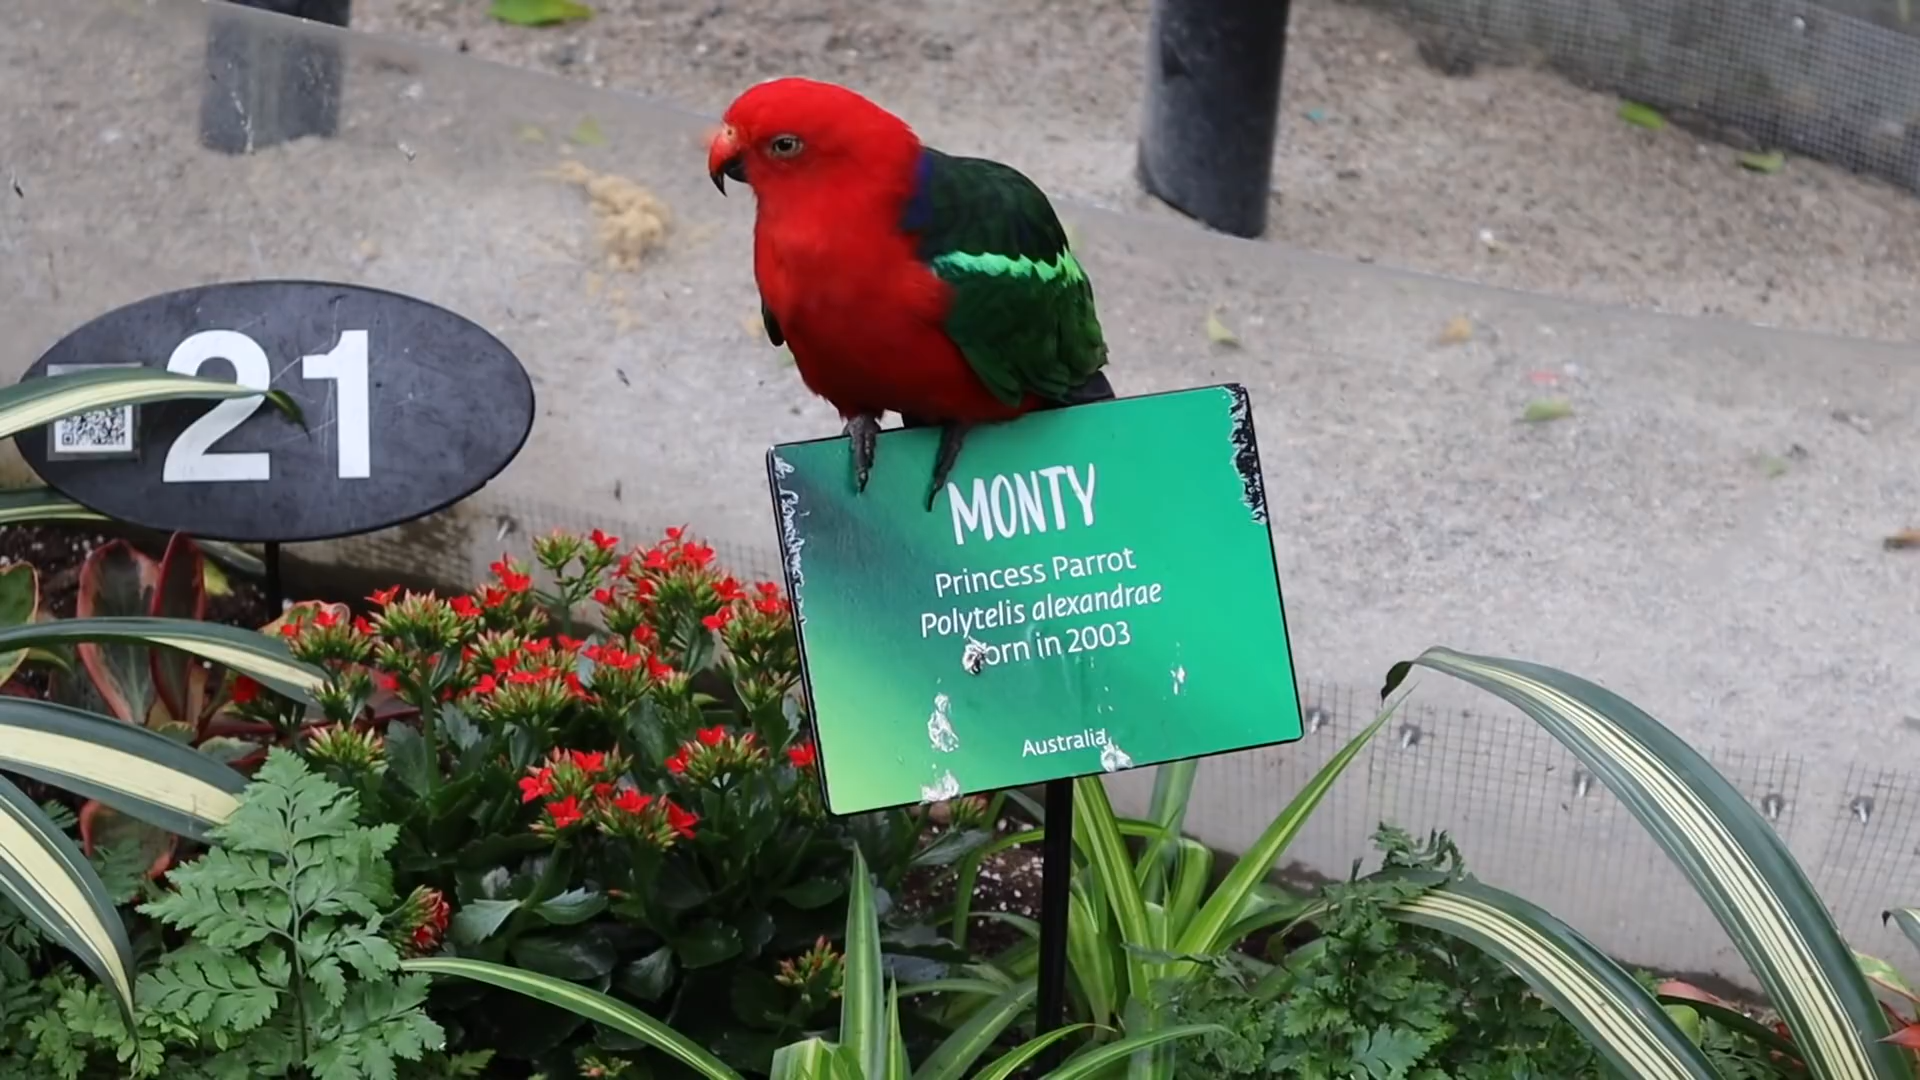 21
MONTY
Princess Parrot
Polytelis alexandrae
orn in 2003
Australia